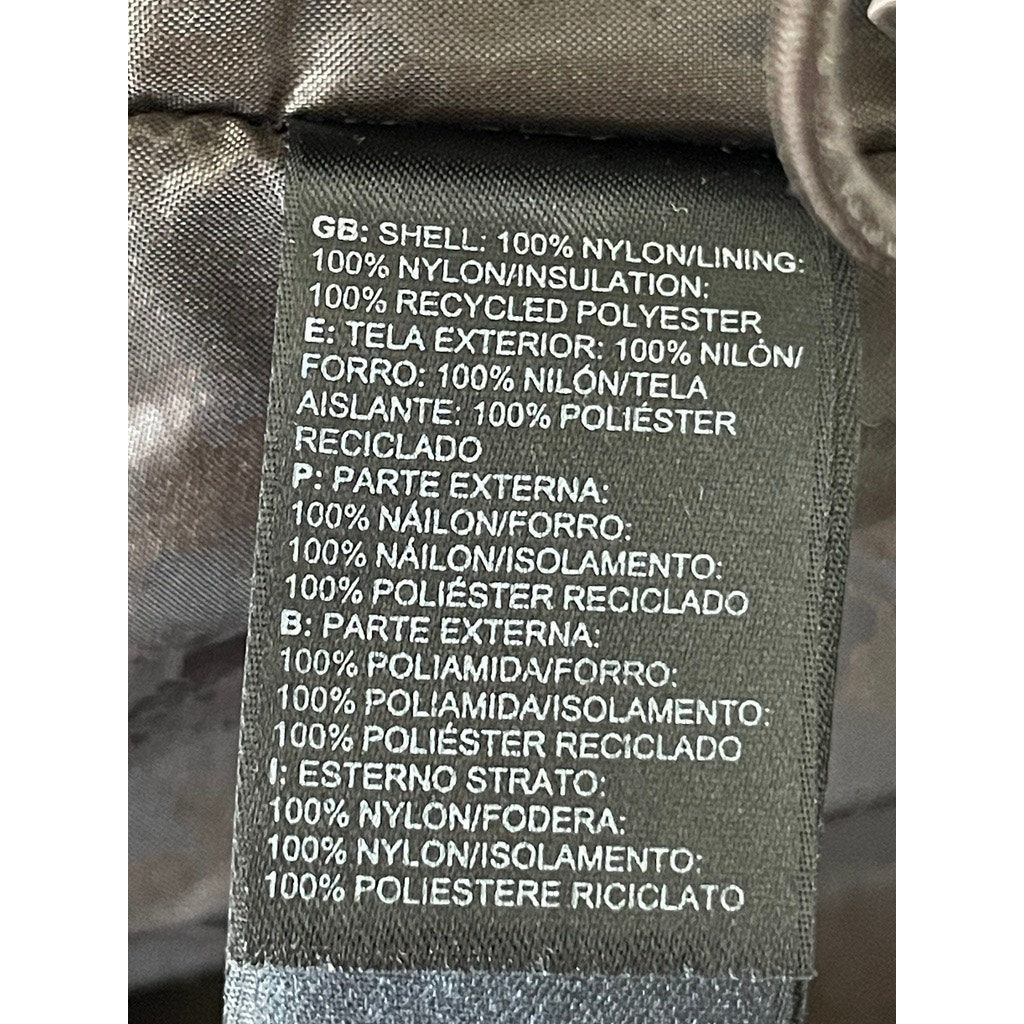 GB: SHELL: 100% NYLON/LINING:
100% NYLON/INSULATION:
100% RECYCLED POLYESTER
E: TELA EXTERIOR: 100% NILÓN/
FORRO: 100% NILÓN/TELA
AISLANTE: 100% POLIÉSTER
RECICLADO
P: PARTE EXTERNA:
100% NÁILON/FORRO:
100% NÁILON/ISOLAMENTO:
100% POLIÉSTER RECICLADO
B: PARTE EXTERNA:
100% POLIAMIDA/FORRO:
100% POLIAMIDA/ISOLAMENTO:
100% POLIÉSTER RECICLADO
I: ESTERNO STRATO:
100% NYLON/FODERA:
100% NYLON/ISOLAMENTO:
100% POLIESTERE RICICLATO